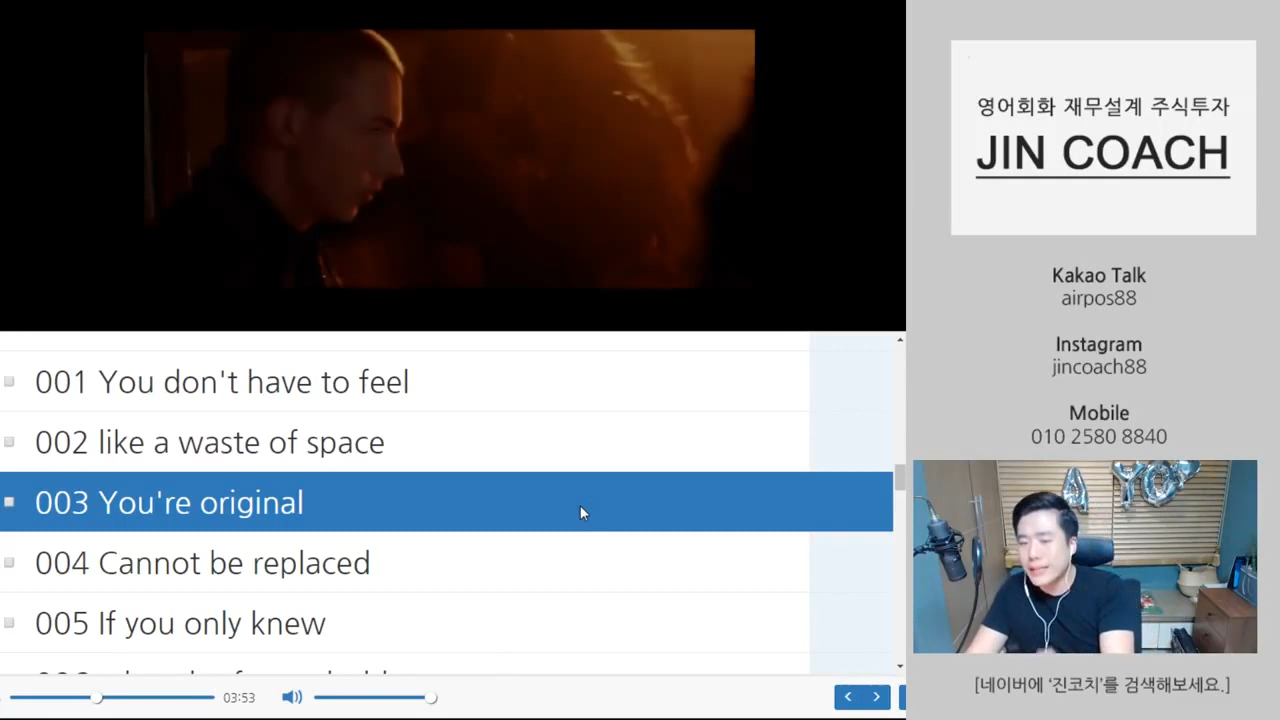 001 You don't have to feel
002 like a waste of space
003 You're original
004 Cannot be replaced
005 If you only knew
03:53
영어회화 재무설계 주식투자
JIN COACH
Kakao Talk
airpos88
Instagram
jincoach88
Mobile
010 2580 8840
A YO
[네이버에 '진코치'를 검색해보세요.]